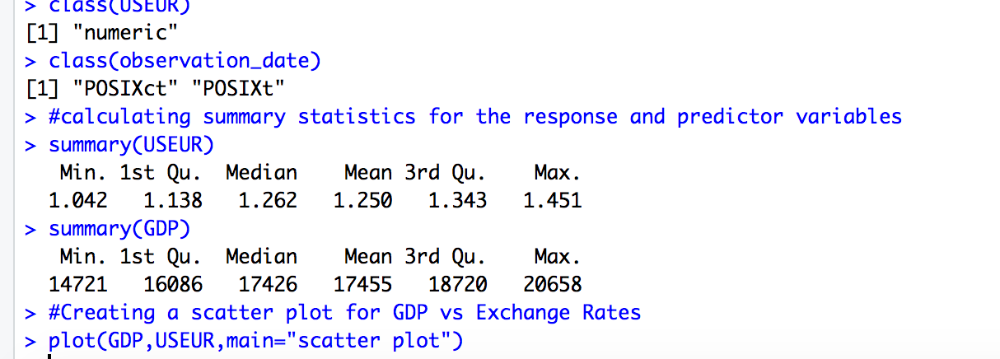 > class(USEUR)
[1] "numeric"
> class(observation_date)
[1] "POSIXct" "POSIXt"
> #calculating summary statistics for the response and predictor variables
> summary(USEUR)
   Min. 1st Qu.  Median    Mean 3rd Qu.    Max.
  1.042   1.138   1.262   1.250   1.343   1.451
> summary(GDP)
   Min. 1st Qu.  Median    Mean 3rd Qu.    Max.
  14721   16086   17426   17455   18720   20658
> #Creating a scatter plot for GDP vs Exchange Rates
> plot(GDP,USEUR,main="scatter plot")